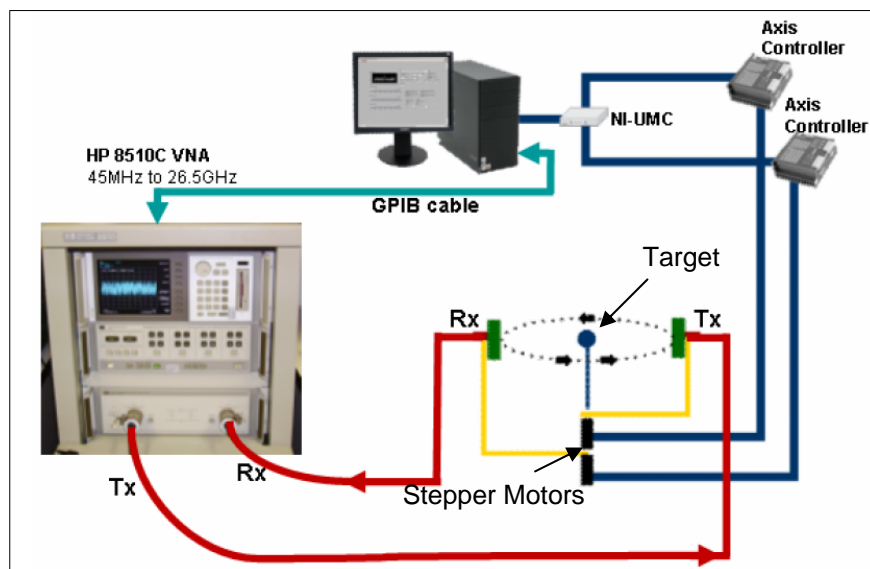 Axis
Controller
Axis
Controller
NI-UMC
HP 8510C VNA
45MHz to 26.5GHz
GPIB cable
Target
Rx
Tx
Rx
Tx
Stepper Motors